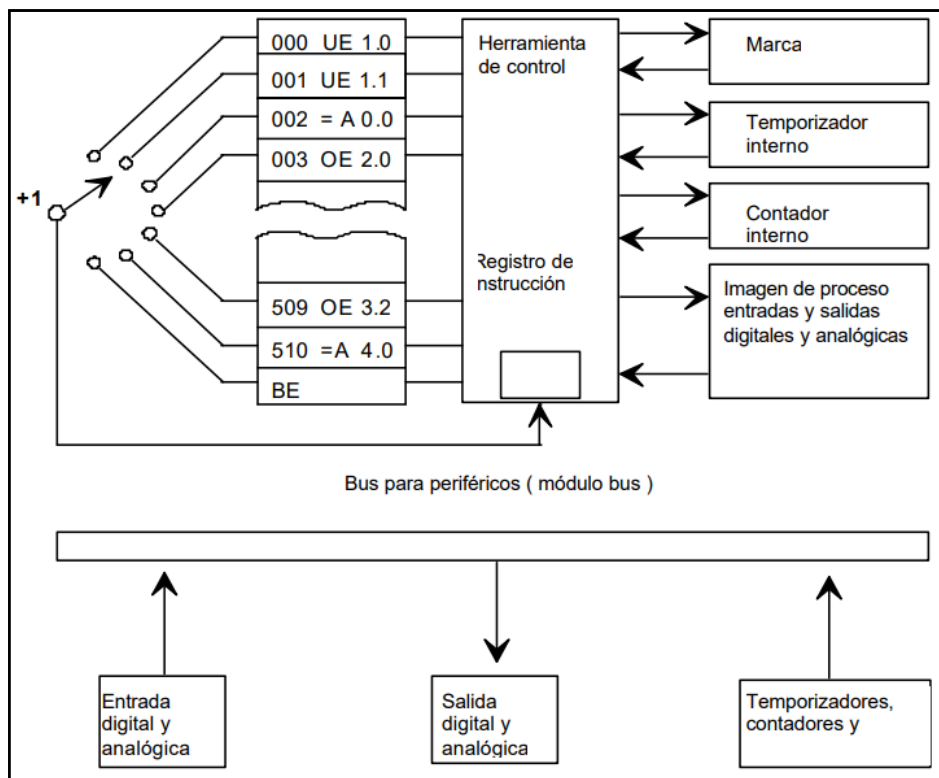 000 UE 1.0
001 UE 1.1
002 = A 0.0
003 OE 2.0
+1
509 OE 3.2
510 =A 4.0
BE
Herramienta
de control
Registro de
nstrucción
Marca
Temporizador
interno
Contador
interno
Imagen de proceso
entradas y salidas
digitales y analógicas
Bus para periféricos ( módulo bus )
Entrada
digital y
analógica
Salida
digital y
analógica
Temporizadores,
contadores y